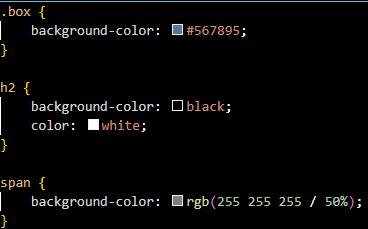 .box {
    background-color: #567895;
}

h2 {
    background-color: black;
    color: white;
}

span {
    background-color: rgb(255 255 255 / 50%);
}